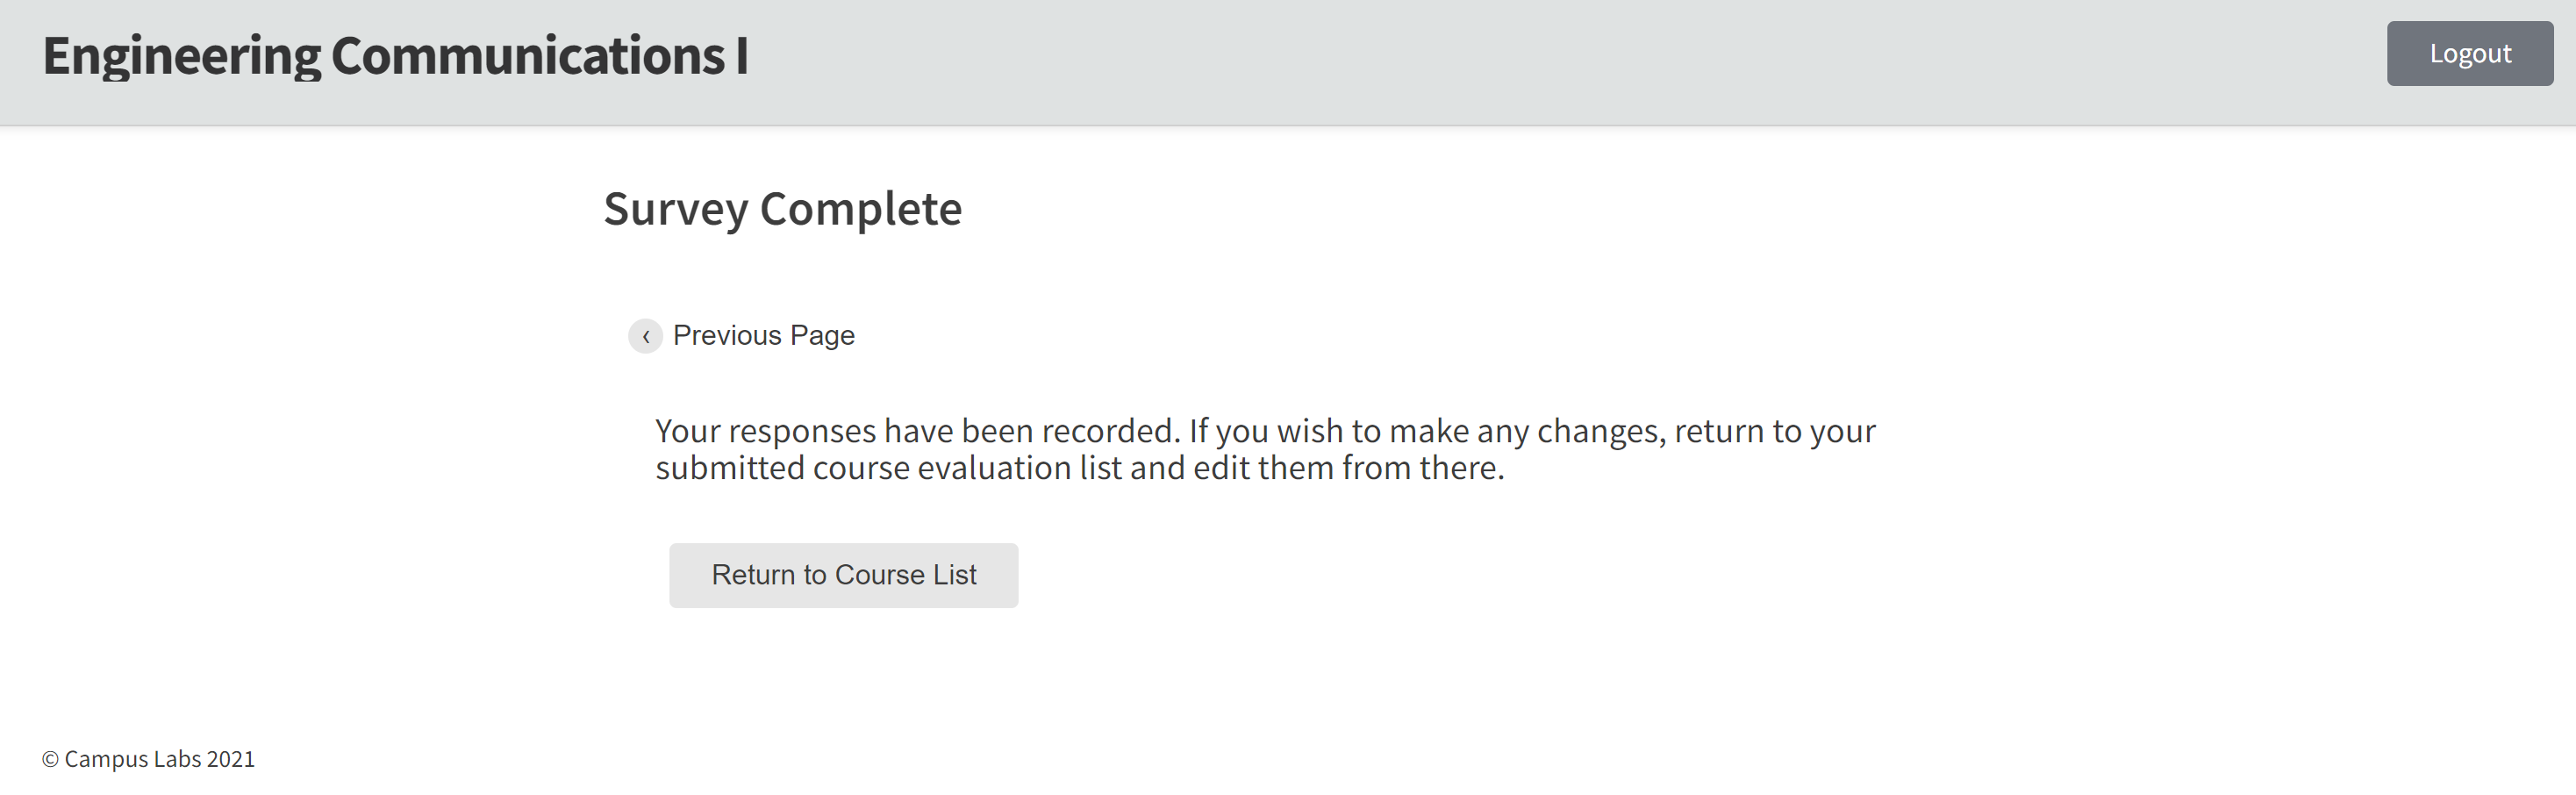 Engineering Communications I
Logout
Survey Complete
‹ Previous Page
Your responses have been recorded. If you wish to make any changes, return to your
submitted course evaluation list and edit them from there.
Return to Course List
© Campus Labs 2021